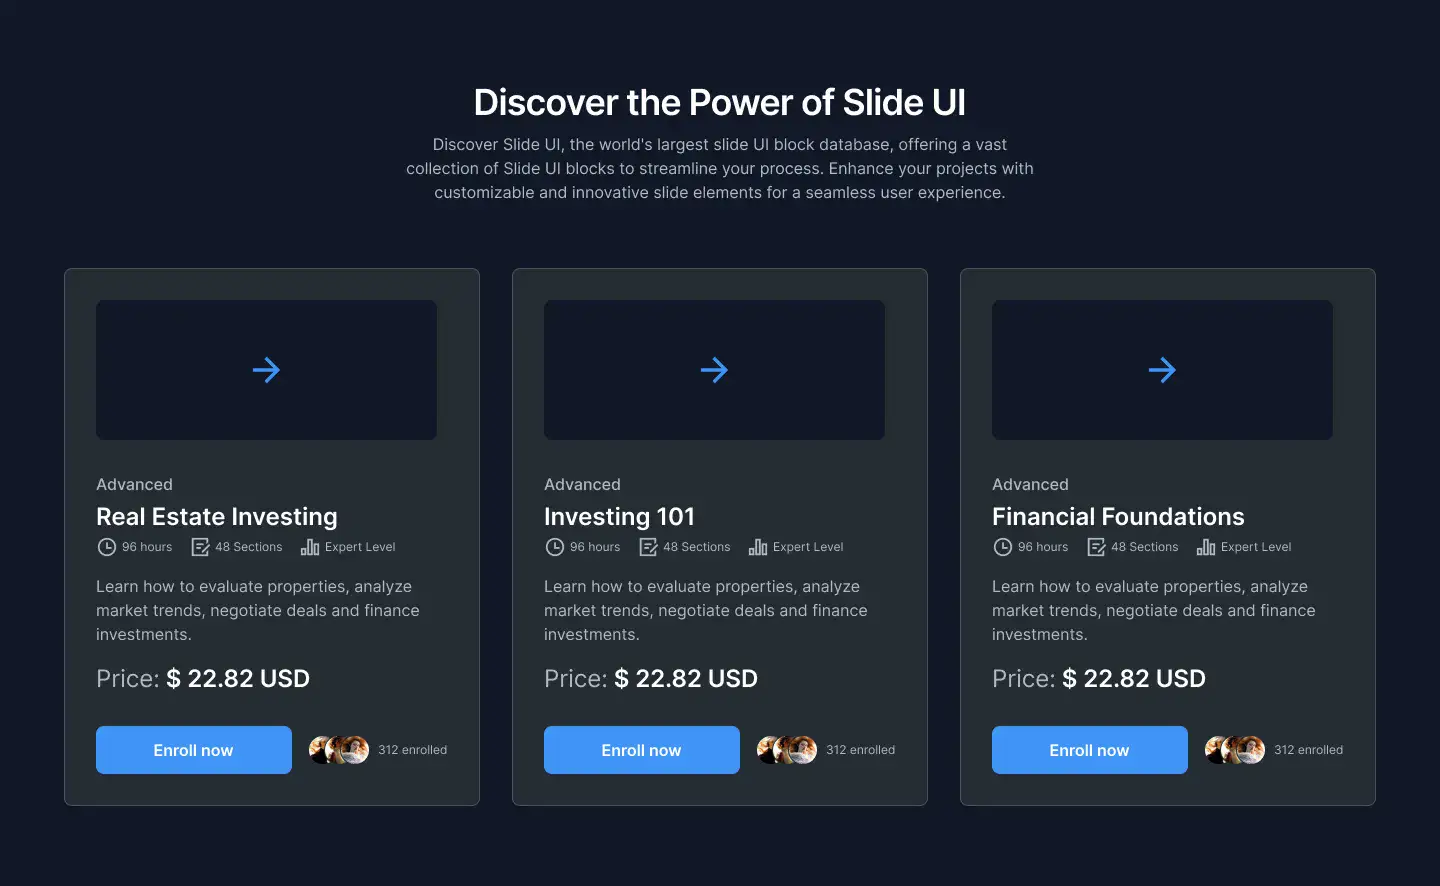 Discover the Power of Slide UI
Discover Slide UI, the world's largest slide UI block database, offering a vast
collection of Slide UI blocks to streamline your process. Enhance your projects with
customizable and innovative slide elements for a seamless user experience.
Advanced
Real Estate Investing
96 hours 48 Sections Expert Level
Learn how to evaluate properties, analyze
market trends, negotiate deals and finance
investments.
Price: $ 22.82 USD
Enroll now 312 enrolled
Advanced
Investing 101
96 hours 48 Sections Expert Level
Learn how to evaluate properties, analyze
market trends, negotiate deals and finance
investments.
Price: $ 22.82 USD
Enroll now 312 enrolled
Advanced
Financial Foundations
96 hours 48 Sections Expert Level
Learn how to evaluate properties, analyze
market trends, negotiate deals and finance
investments.
Price: $ 22.82 USD
Enroll now 312 enrolled